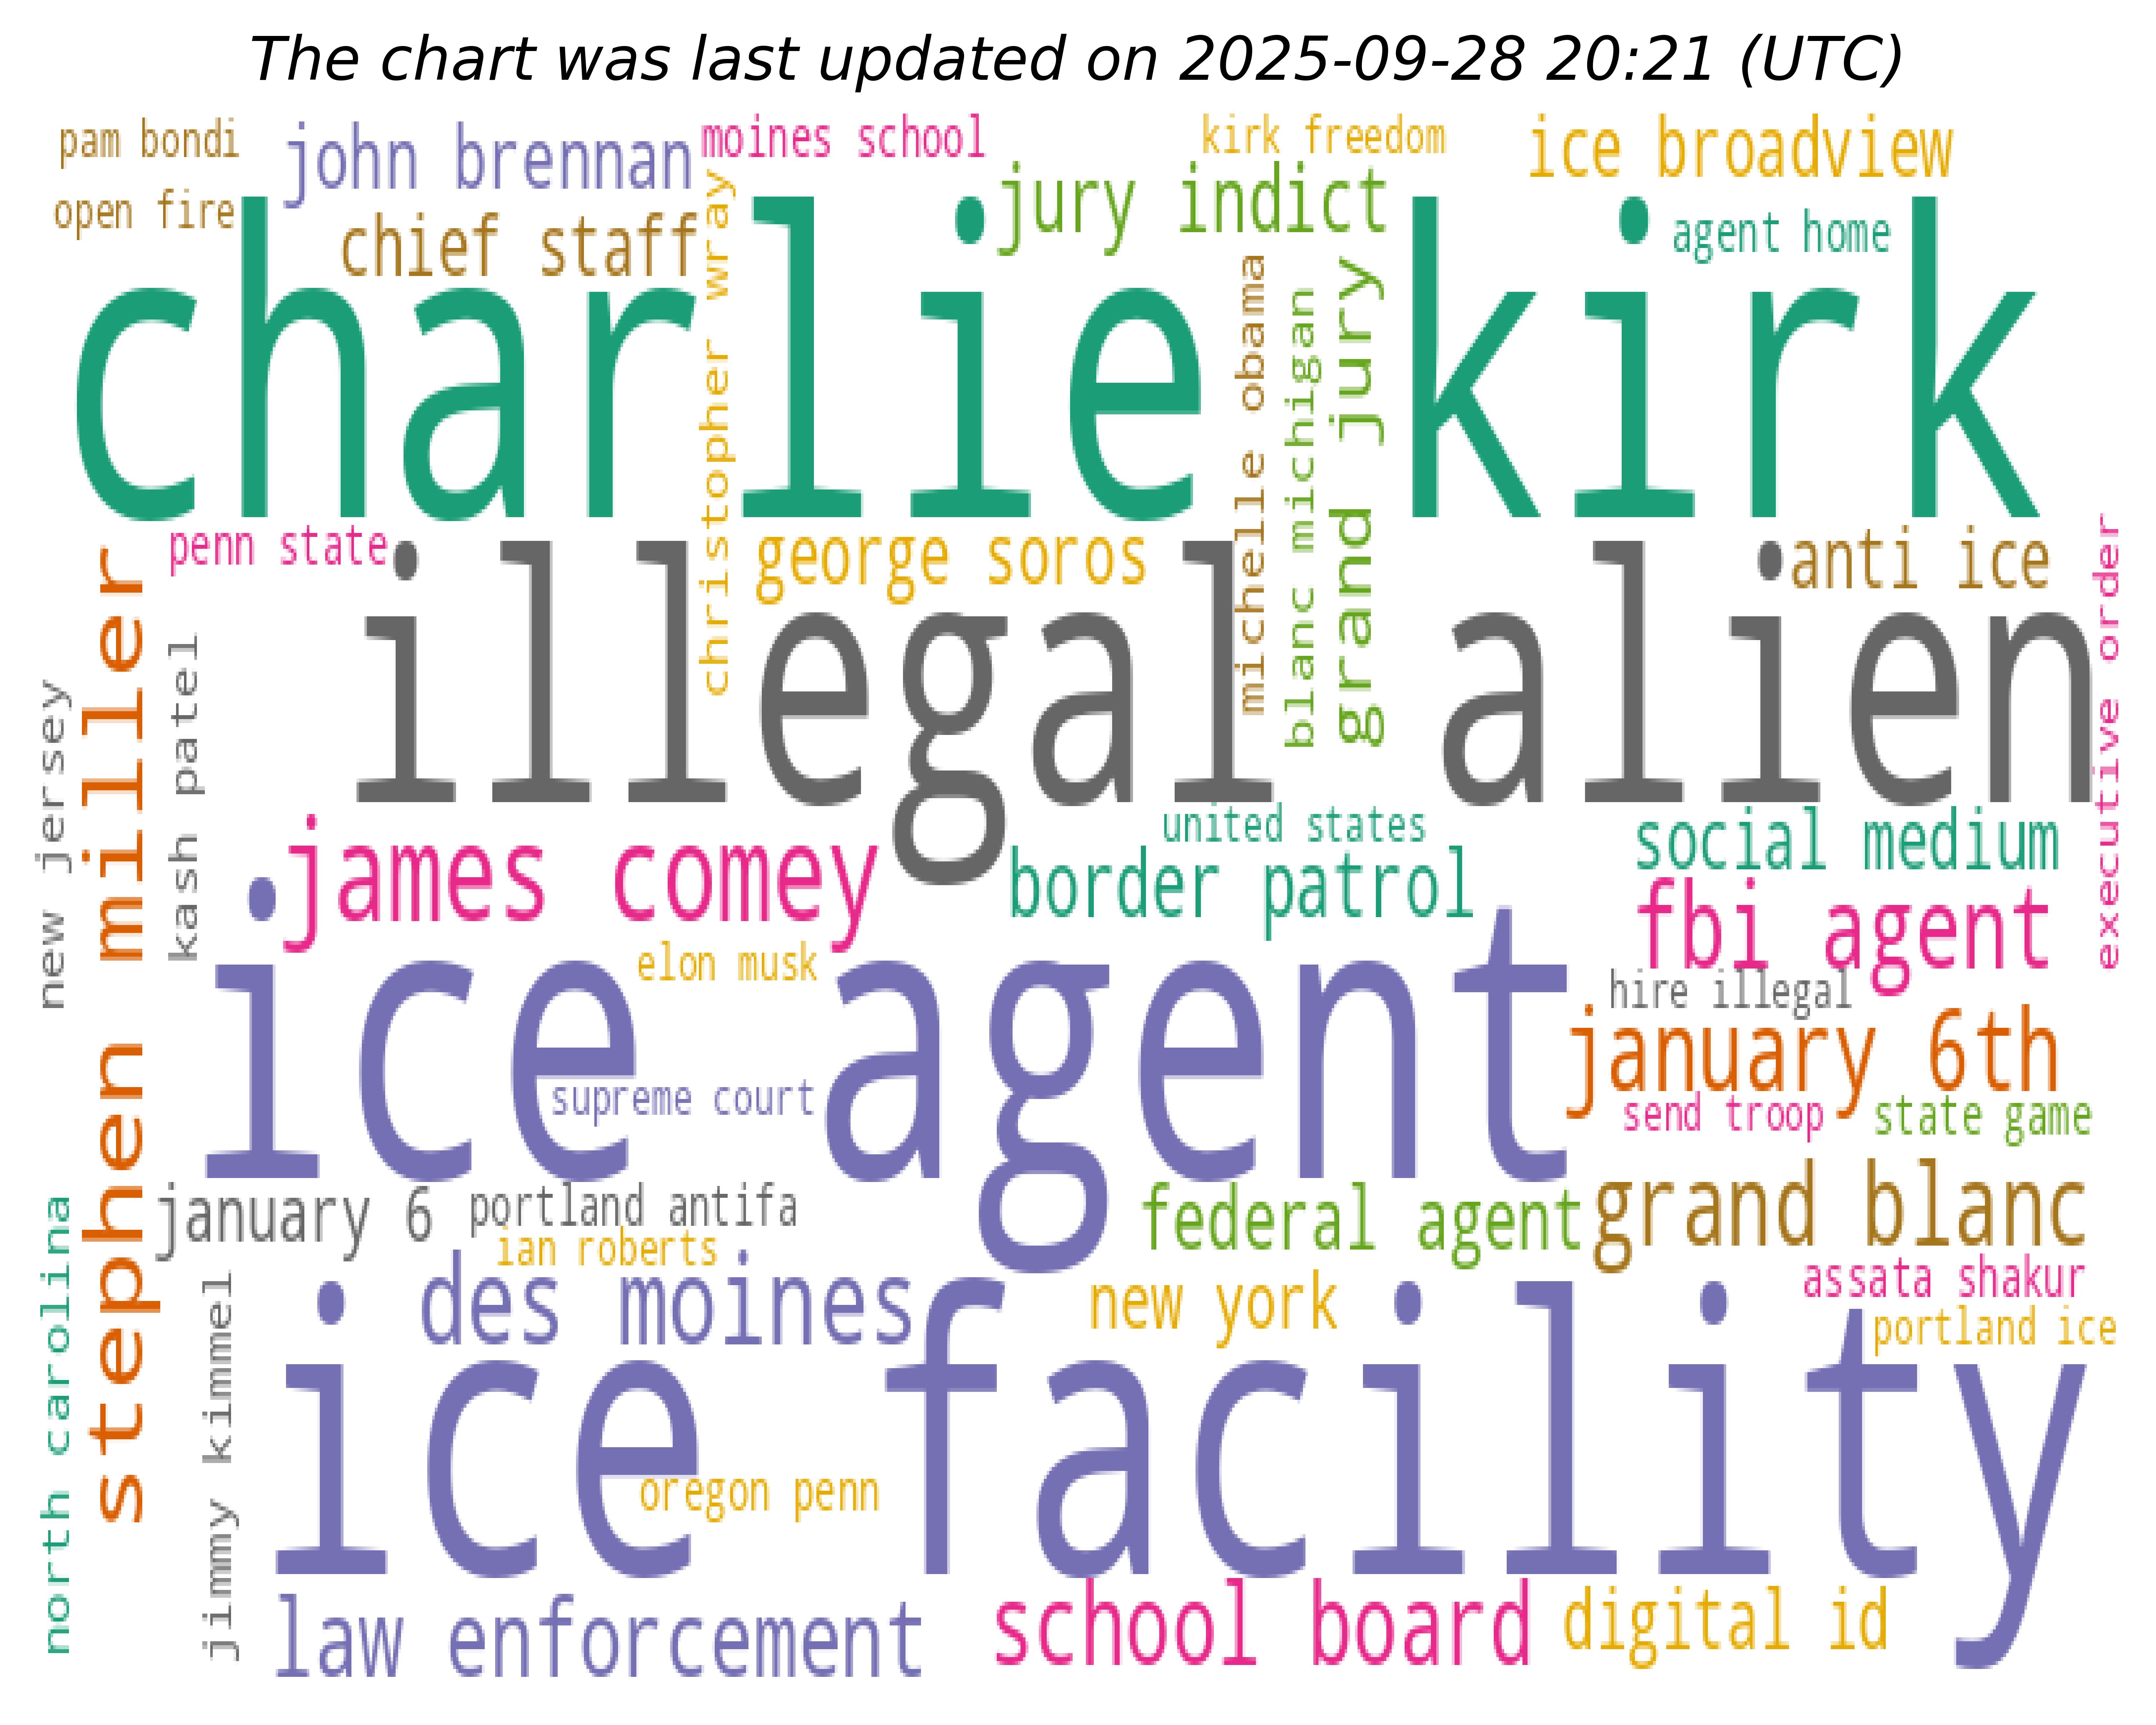 The chart was last updated on 2025-09-28 20:21 (UTC)
pam bondi
john brennan
moines school
kirk freedom
ice broadview
open fire
chief staff
christopher wray
jury indict
agent home
charlie kirk
michelle obama
blanc michigan
grand jury
penn state
george soros
anti ice
executive order
stephen miller
illegal alien
new jersey
kash patel
united states
social medium
james comey
border patrol
fbi agent
elon musk
hire illegal
ice agent
january 6th
supreme court
send troop
state game
january 6
portland antifa
federal agent
grand blanc
north carolina
ian roberts
des moines
new york
assata shakur
portland ice
jimmy kimmel
ice facility
oregon penn
law enforcement
school board
digital id